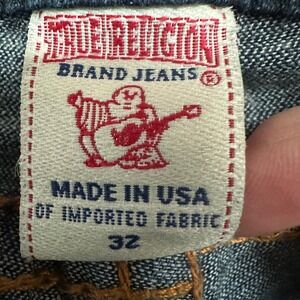 TRUE RELIGION
BRAND JEANS ®
MADE IN USA
OF IMPORTED FABRIC
32